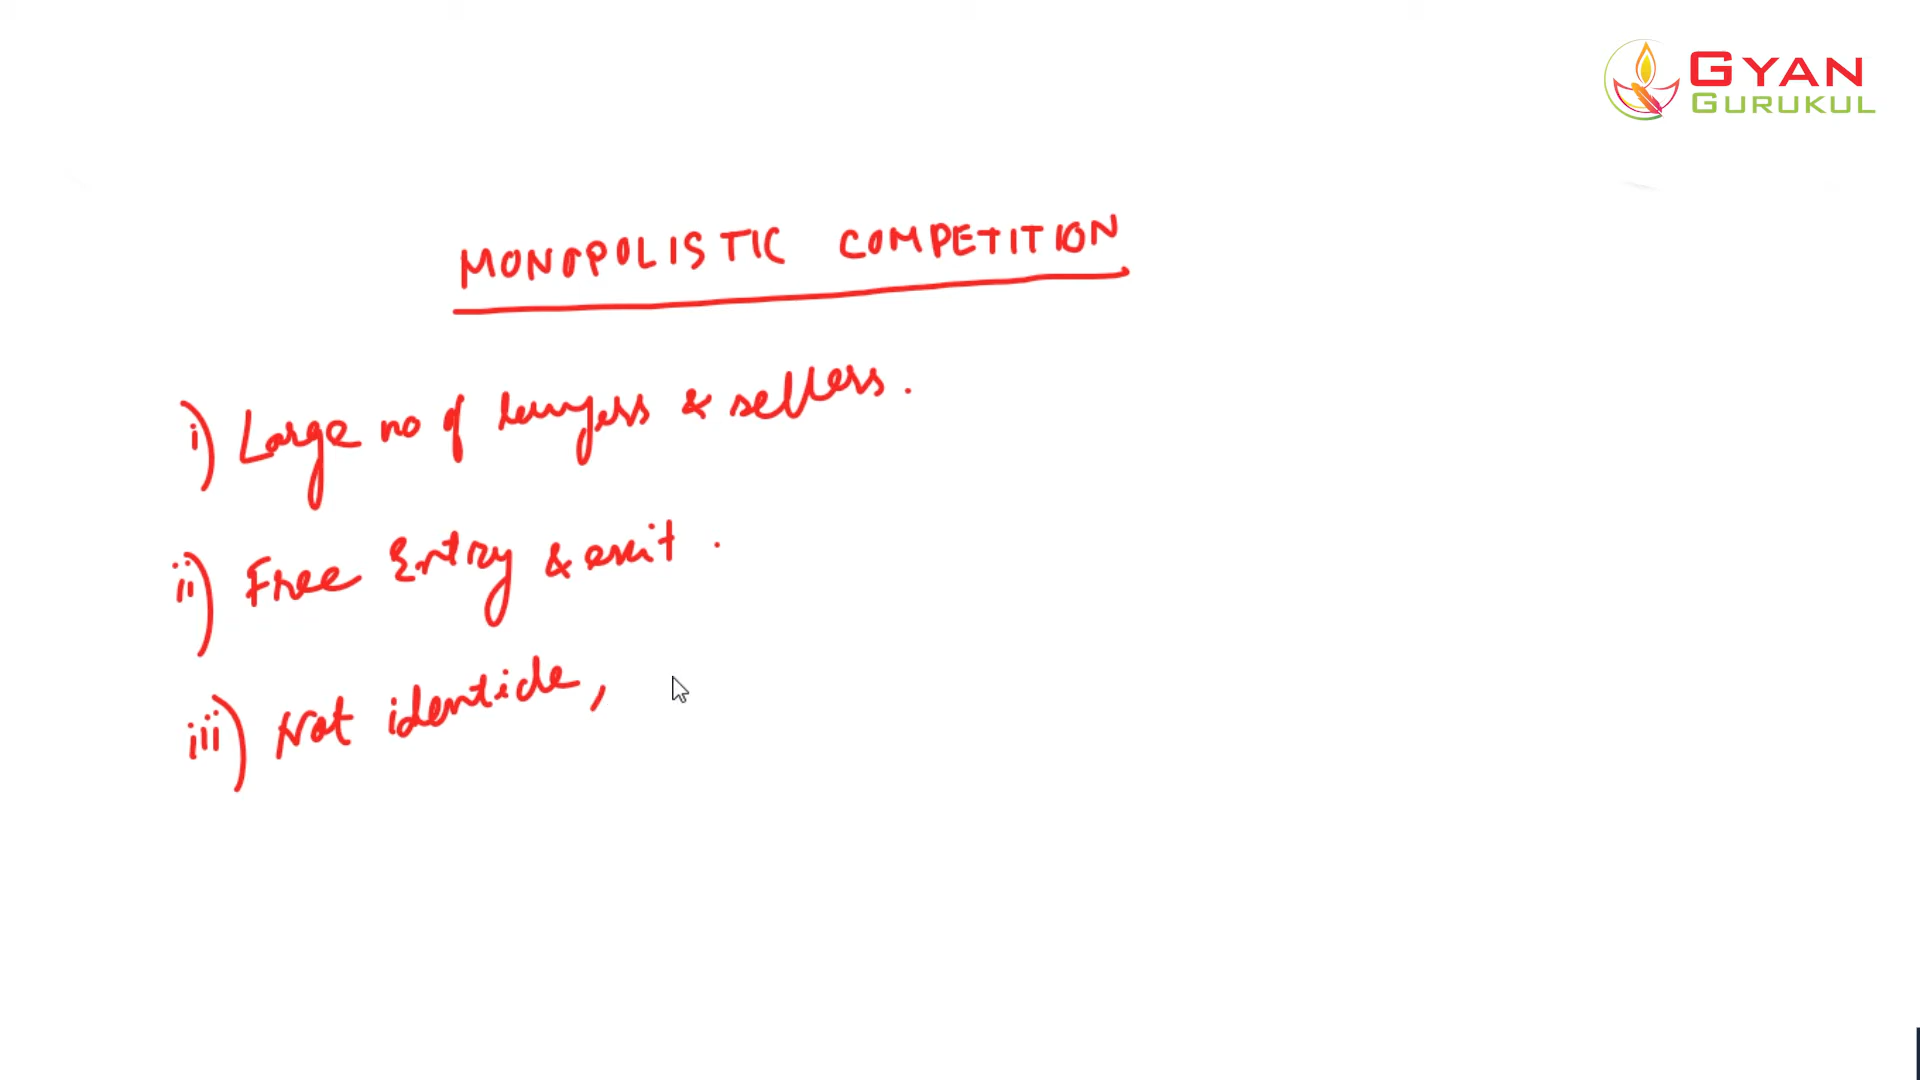 GYAN
GURUKUL
MONOPOLISTIC COMPETITION
i) Large no of buyers & sellers.
ii) Free Entry & exit.
iii) Not identicle,